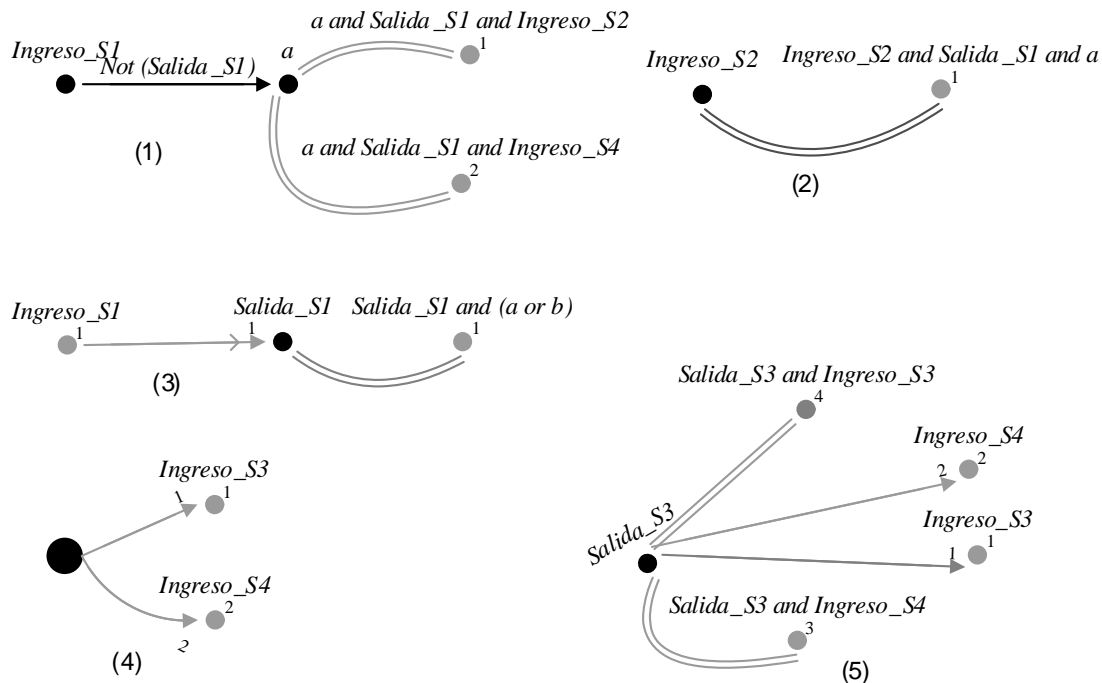 a and Salida_S1 and Ingreso_S2
1
Ingreso_S1
Not (Salida_S1)
a
a and Salida_S1 and Ingreso_S4
2
(1)
Ingreso_S2
Ingreso_S2 and Salida_S1 and a
1
(2)
Ingreso_S1
1
1
Salida_S1
Salida_S1 and (a or b)
1
(3)
Ingreso_S3
1
1
Ingreso_S4
2
2
(4)
Salida_S3 and Ingreso_S3
4
Ingreso_S4
2
2
Salida_S3
Ingreso_S3
1
1
Salida_S3 and Ingreso_S4
3
(5)